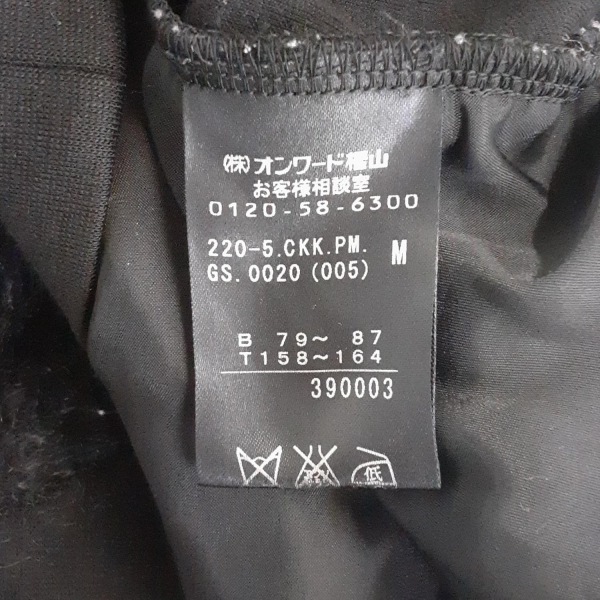 (株)オンワード樫山
お客様相談室
0120-58-6300
220-5.CKK.PM. M
GS.0020(005)
B 79～ 87
T158～164
390003
低